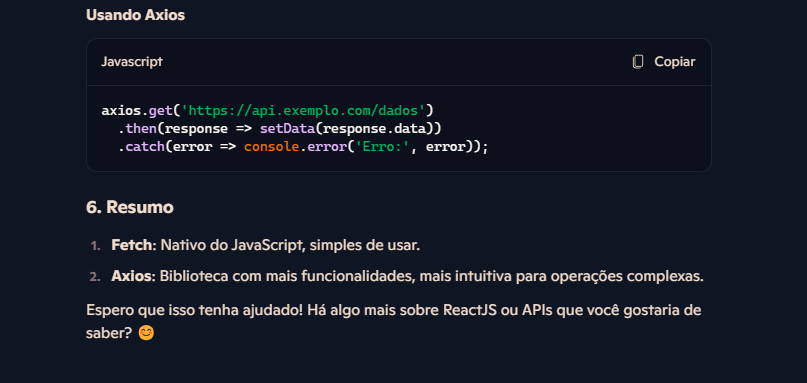 Usando Axios
Javascript
Copiar
axios.get('https://api.exemplo.com/dados')
  .then(response => setData(response.data))
  .catch(error => console.error('Erro:', error));
6. Resumo
1. Fetch: Nativo do JavaScript, simples de usar.
2. Axios: Biblioteca com mais funcionalidades, mais intuitiva para operações complexas.
Espero que isso tenha ajudado! Há algo mais sobre ReactJS ou APIs que você gostaria de
saber? 😊